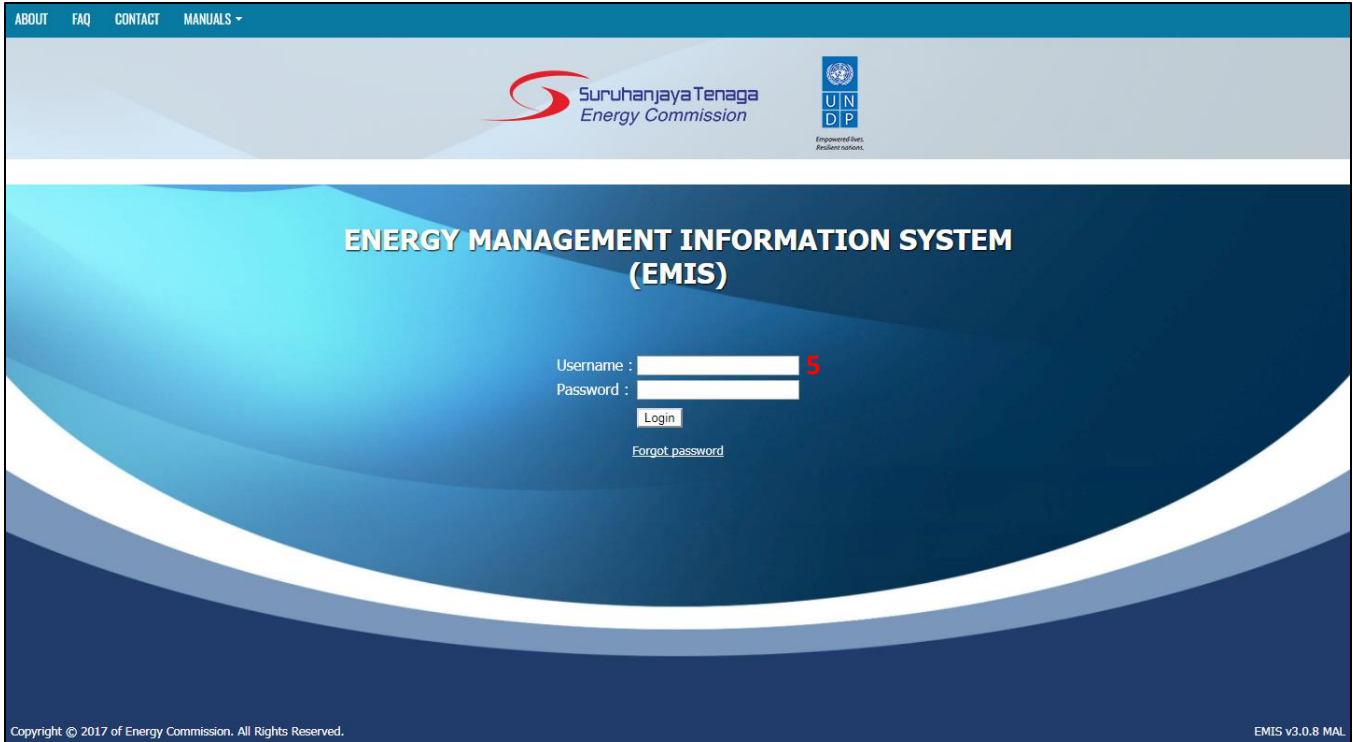 ABOUT FAQ CONTACT MANUALS
Suruhanjaya Tenaga
Energy Commission
U N
D P
Empowered lives.
Resilient nations.
ENERGY MANAGEMENT INFORMATION SYSTEM
(EMIS)
Username : 5
Password :
Login
Forgot password
Copyright © 2017 of Energy Commission. All Rights Reserved. EMIS v3.0.8 MAL